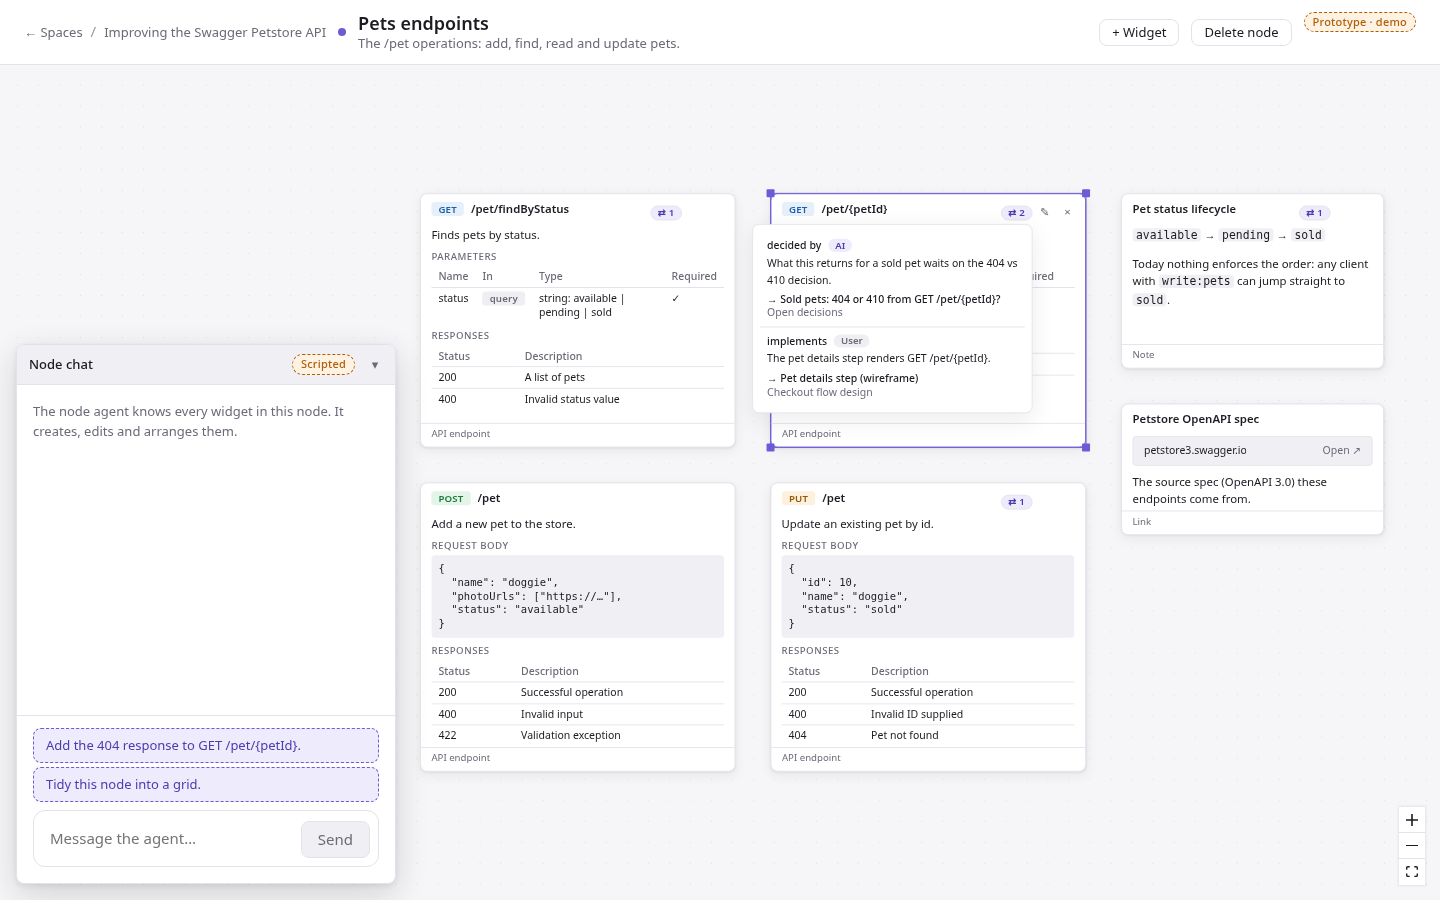 ← Spaces / Improving the Swagger Petstore API
Pets endpoints
The /pet operations: add, find, read and update pets.
+ Widget
Delete node
Prototype · demo
GET /pet/findByStatus ⇄ 1
Finds pets by status.
PARAMETERS
Name In Type Required
status query string: available | ✓
pending | sold
RESPONSES
Status Description
200 A list of pets
400 Invalid status value
API endpoint
GET /pet/{petId} ⇄ 2 ✎ ×
decided by AI
What this returns for a sold pet waits on the 404 vs
410 decision.
→ Sold pets: 404 or 410 from GET /pet/{petId}?
Open decisions
implements User
The pet details step renders GET /pet/{petId}.
→ Pet details step (wireframe)
Checkout flow design
API endpoint
Pet status lifecycle ⇄ 1
available → pending → sold
Today nothing enforces the order: any client
with write:pets can jump straight to
sold .
Note
Petstore OpenAPI spec
petstore3.swagger.io Open ↗
The source spec (OpenAPI 3.0) these
endpoints come from.
Link
POST /pet
Add a new pet to the store.
REQUEST BODY
{
"name": "doggie",
"photoUrls": ["https://…"],
"status": "available"
}
RESPONSES
Status Description
200 Successful operation
400 Invalid input
422 Validation exception
API endpoint
PUT /pet ⇄ 1
Update an existing pet by id.
REQUEST BODY
{
"id": 10,
"name": "doggie",
"status": "sold"
}
RESPONSES
Status Description
200 Successful operation
400 Invalid ID supplied
404 Pet not found
API endpoint
Node chat Scripted ▼
The node agent knows every widget in this node. It
creates, edits and arranges them.
Add the 404 response to GET /pet/{petId}.
Tidy this node into a grid.
Message the agent... Send